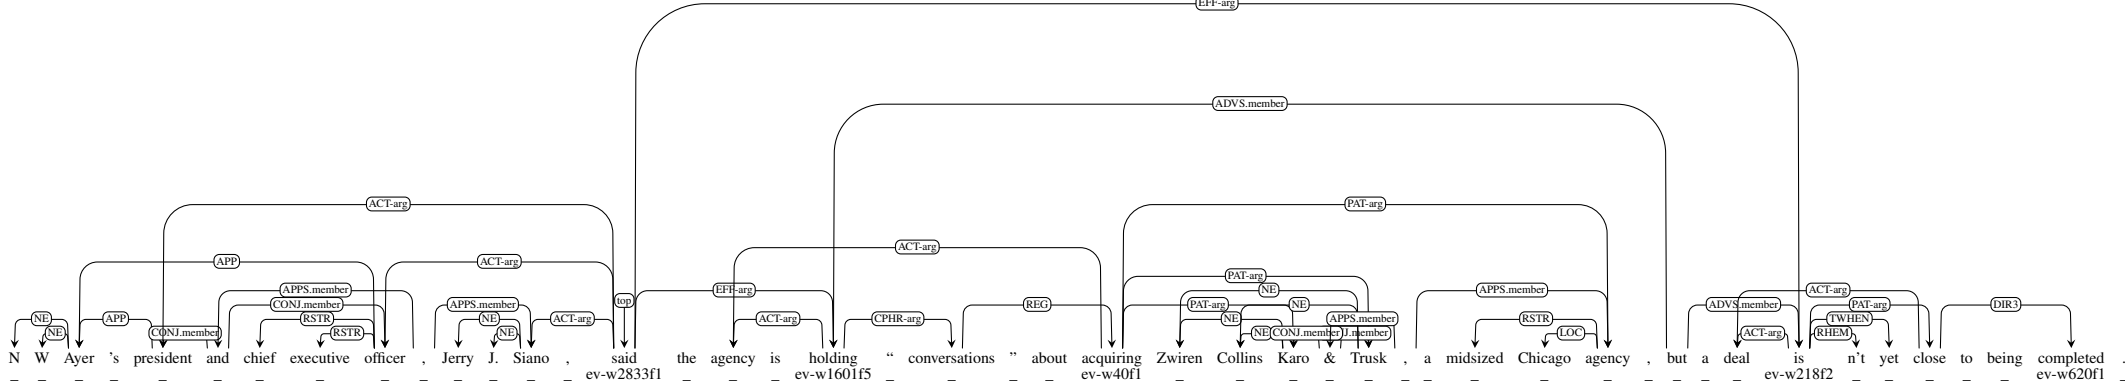 EFF-arg
ADVS.member
ACT-arg PAT-arg
ACT-arg
APP ACT-arg
PAT-arg
APPS.member EFF-arg NE APPS.member ACT-arg
top
CONJ.member APPS.member REG PAT-arg NE ADVS.member PAT-arg DIR3
NE APP RSTR NE ACT-arg ACT-arg CPHR-arg NE APPS.member RSTR TWHEN
NE CONJ.member RSTR NE NE CONJ.member J.member LOC ACT-arg RHEM
N W Ayer 's president and chief executive officer , Jerry J. Siano , said the agency is holding “ conversations ” about acquiring Zwiren Collins Karo & Trusk , a midsized Chicago agency , but a deal is n't yet close to being completed .
_ _ _ _ _ _ _ _ _ _ _ _ _ ev-w2833f1 _ _ _ ev-w1601f5 _ _ _ _ ev-w40f1 _ _ _ _ _ _ _ _ _ _ _ _ _ _ ev-w218f2 _ _ _ _ _ ev-w620f1 _